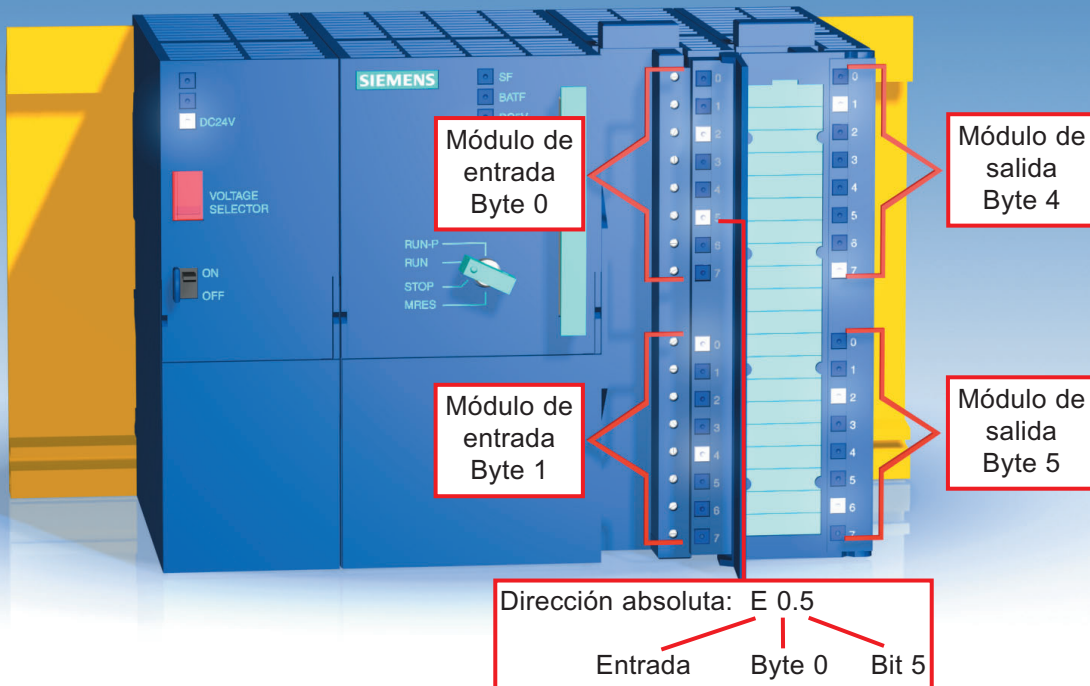 SIEMENS
SF
BATF
DC24V
VOLTAGE
SELECTOR
ON
OFF
RUN-P
RUN
STOP
MRES
Módulo de
entrada
Byte 0
0
1
2
3
4
5
6
7
Módulo de
entrada
Byte 1
0
1
2
3
4
5
6
7
Módulo de
salida
Byte 4
0
1
2
3
4
5
6
7
Módulo de
salida
Byte 5
0
1
2
3
4
5
6
7
Dirección absoluta: E 0.5
Entrada Byte 0 Bit 5